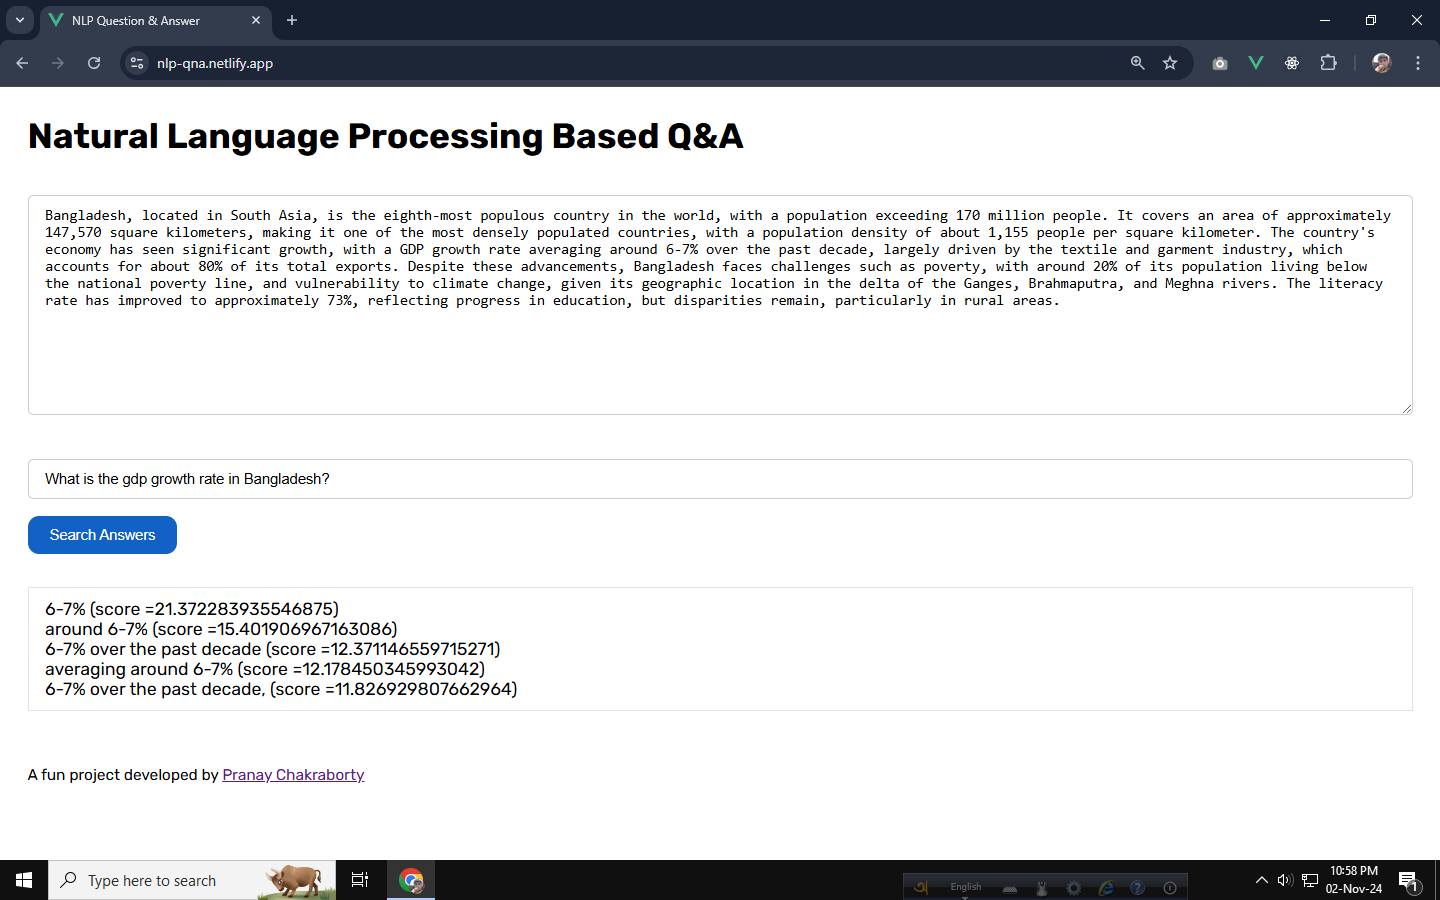 NLP Question & Answer
nlp-qna.netlify.app
Natural Language Processing Based Q&A
Bangladesh, located in South Asia, is the eighth-most populous country in the world, with a population exceeding 170 million people. It covers an area of approximately
147,570 square kilometers, making it one of the most densely populated countries, with a population density of about 1,155 people per square kilometer. The country's
economy has seen significant growth, with a GDP growth rate averaging around 6-7% over the past decade, largely driven by the textile and garment industry, which
accounts for about 80% of its total exports. Despite these advancements, Bangladesh faces challenges such as poverty, with around 20% of its population living below
the national poverty line, and vulnerability to climate change, given its geographic location in the delta of the Ganges, Brahmaputra, and Meghna rivers. The literacy
rate has improved to approximately 73%, reflecting progress in education, but disparities remain, particularly in rural areas.
What is the gdp growth rate in Bangladesh?
Search Answers
6-7% (score =21.372283935546875)
around 6-7% (score =15.401906967163086)
6-7% over the past decade (score =12.371146559715271)
averaging around 6-7% (score =12.178450345993042)
6-7% over the past decade, (score =11.826929807662964)
A fun project developed by Pranay Chakraborty
Type here to search
English
10:58 PM
02-Nov-24
1